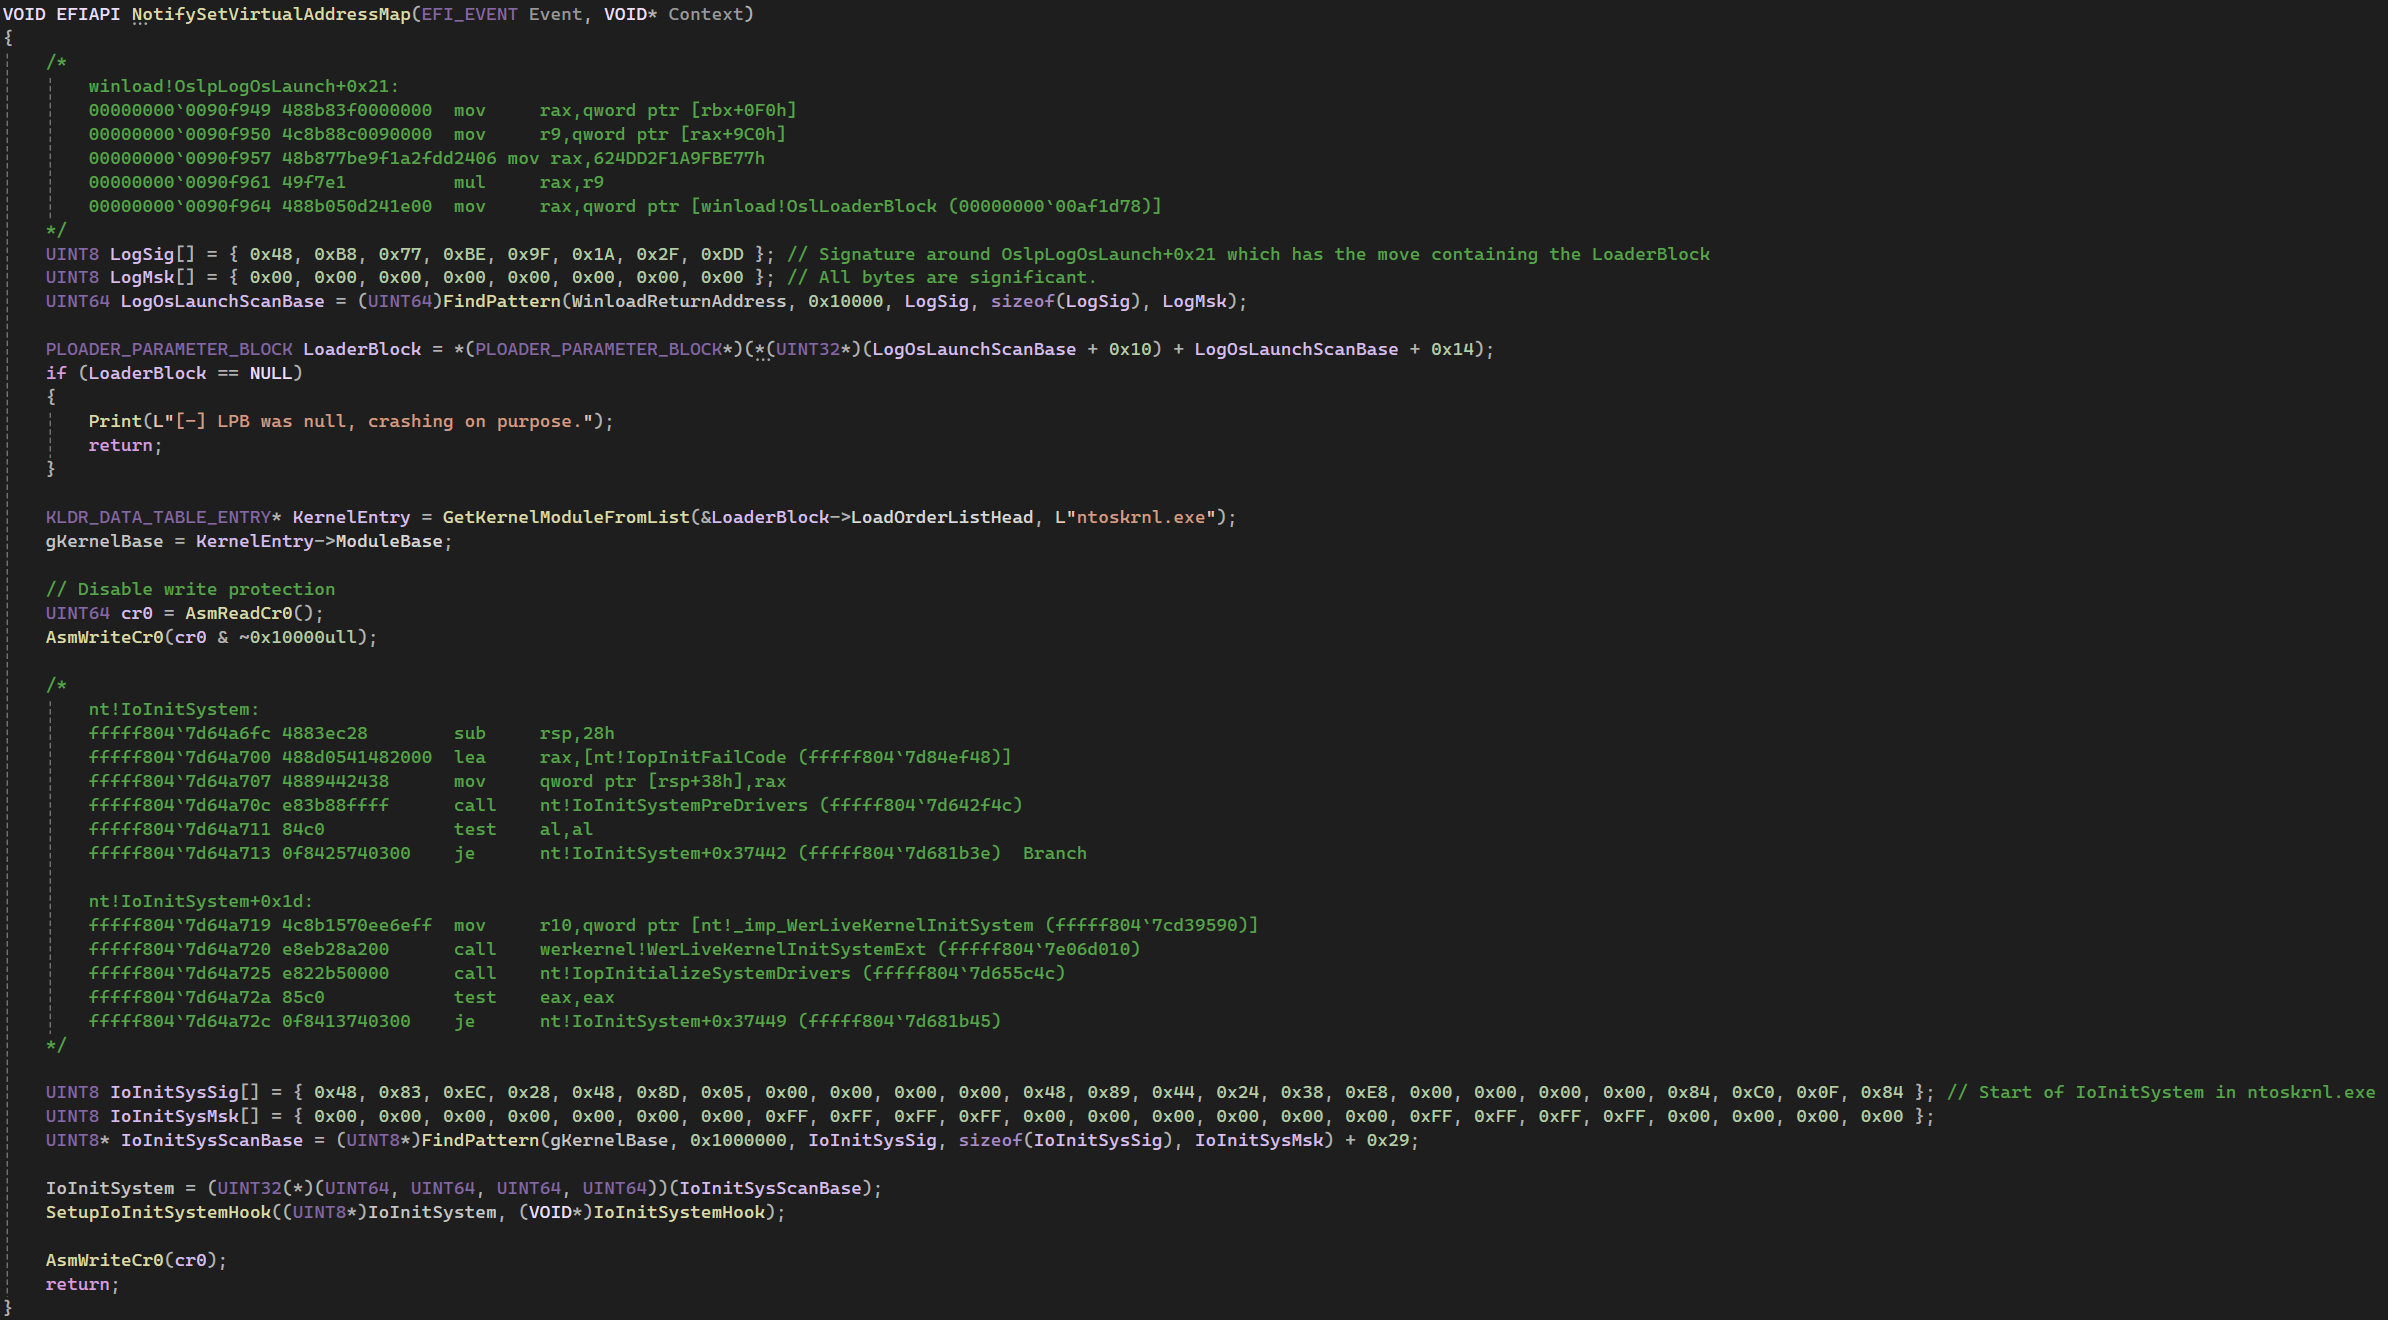 VOID EFIAPI NotifySetVirtualAddressMap(EFI_EVENT Event, VOID* Context)
{
    /*
        winload!OslpLogOsLaunch+0x21:
        00000000`0090f949 488b83f0000000  mov     rax,qword ptr [rbx+0F0h]
        00000000`0090f950 4c8b88c0090000  mov     r9,qword ptr [rax+9C0h]
        00000000`0090f957 48b877be9f1a2fdd2406 mov rax,624DD2F1A9FBE77h
        00000000`0090f961 49f7e1          mul     rax,r9
        00000000`0090f964 488b050d241e00  mov     rax,qword ptr [winload!OslLoaderBlock (00000000`00af1d78)]
    */
    UINT8 LogSig[] = { 0x48, 0xB8, 0x77, 0xBE, 0x9F, 0x1A, 0x2F, 0xDD }; // Signature around OslpLogOsLaunch+0x21 which has the move containing the LoaderBlock
    UINT8 LogMsk[] = { 0x00, 0x00, 0x00, 0x00, 0x00, 0x00, 0x00, 0x00 }; // All bytes are significant.
    UINT64 LogOsLaunchScanBase = (UINT64)FindPattern(WinloadReturnAddress, 0x10000, LogSig, sizeof(LogSig), LogMsk);

    PLOADER_PARAMETER_BLOCK LoaderBlock = *(PLOADER_PARAMETER_BLOCK*)(*(UINT32*)(LogOsLaunchScanBase + 0x10) + LogOsLaunchScanBase + 0x14);
    if (LoaderBlock == NULL)
    {
        Print(L"[-] LPB was null, crashing on purpose.");
        return;
    }

    KLDR_DATA_TABLE_ENTRY* KernelEntry = GetKernelModuleFromList(&LoaderBlock->LoadOrderListHead, L"ntoskrnl.exe");
    gKernelBase = KernelEntry->ModuleBase;

    // Disable write protection
    UINT64 cr0 = AsmReadCr0();
    AsmWriteCr0(cr0 & ~0x10000ull);

    /*
        nt!IoInitSystem:
        fffff804`7d64a6fc 4883ec28        sub     rsp,28h
        fffff804`7d64a700 488d0541482000  lea     rax,[nt!IopInitFailCode (fffff804`7d84ef48)]
        fffff804`7d64a707 4889442438      mov     qword ptr [rsp+38h],rax
        fffff804`7d64a70c e83b88ffff      call    nt!IoInitSystemPreDrivers (fffff804`7d642f4c)
        fffff804`7d64a711 84c0            test    al,al
        fffff804`7d64a713 0f8425740300    je      nt!IoInitSystem+0x37442 (fffff804`7d681b3e)  Branch

        nt!IoInitSystem+0x1d:
        fffff804`7d64a719 4c8b1570ee6eff  mov     r10,qword ptr [nt!_imp_WerLiveKernelInitSystem (fffff804`7cd39590)]
        fffff804`7d64a720 e8eb28a200      call    werkernel!WerLiveKernelInitSystemExt (fffff804`7e06d010)
        fffff804`7d64a725 e822b50000      call    nt!IopInitializeSystemDrivers (fffff804`7d655c4c)
        fffff804`7d64a72a 85c0            test    eax,eax
        fffff804`7d64a72c 0f8413740300    je      nt!IoInitSystem+0x37449 (fffff804`7d681b45)
    */

    UINT8 IoInitSysSig[] = { 0x48, 0x83, 0xEC, 0x28, 0x48, 0x8D, 0x05, 0x00, 0x00, 0x00, 0x00, 0x48, 0x89, 0x44, 0x24, 0x38, 0xE8, 0x00, 0x00, 0x00, 0x00, 0x84, 0xC0, 0x0F, 0x84 }; // Start of IoInitSystem in ntoskrnl.exe
    UINT8 IoInitSysMsk[] = { 0x00, 0x00, 0x00, 0x00, 0x00, 0x00, 0x00, 0xFF, 0xFF, 0xFF, 0xFF, 0x00, 0x00, 0x00, 0x00, 0x00, 0x00, 0xFF, 0xFF, 0xFF, 0xFF, 0x00, 0x00, 0x00, 0x00 };
    UINT8* IoInitSysScanBase = (UINT8*)FindPattern(gKernelBase, 0x1000000, IoInitSysSig, sizeof(IoInitSysSig), IoInitSysMsk) + 0x29;

    IoInitSystem = (UINT32(*)(UINT64, UINT64, UINT64, UINT64))(IoInitSysScanBase);
    SetupIoInitSystemHook((UINT8*)IoInitSystem, (VOID*)IoInitSystemHook);

    AsmWriteCr0(cr0);
    return;
}